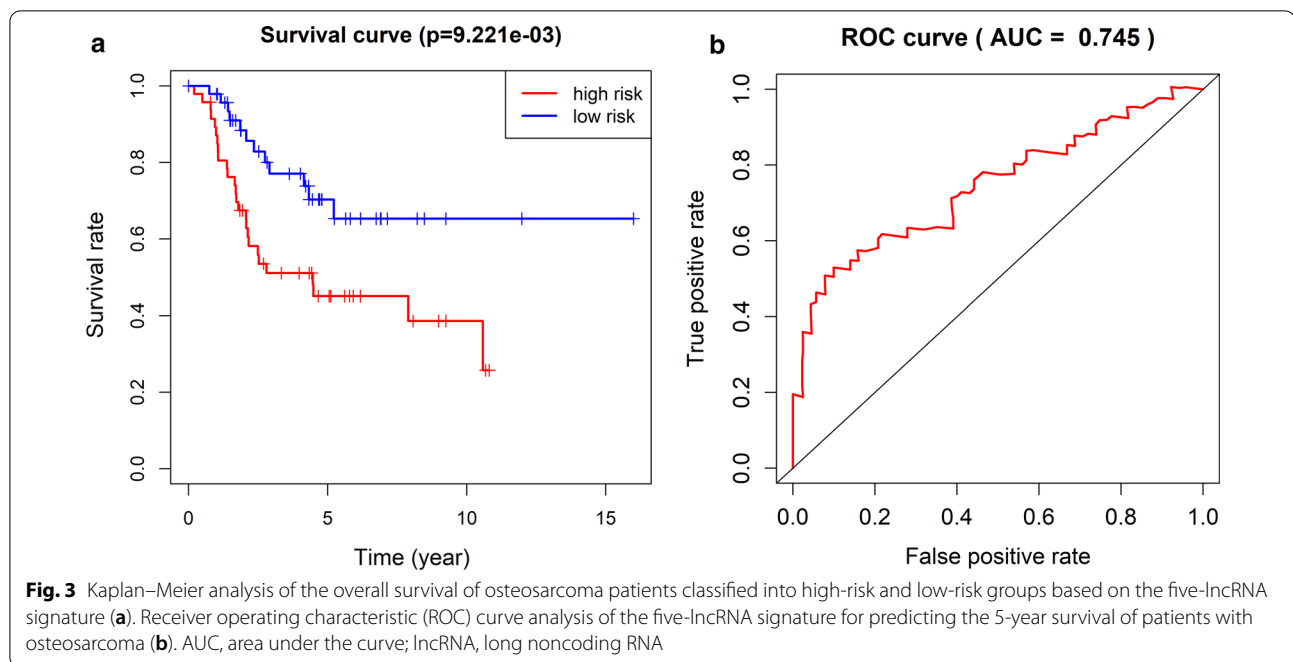 a
Survival curve (p=9.221e-03)
high risk
low risk
Survival rate
1.0
0.8
0.6
0.4
0.2
0.0
0 5 10 15
Time (year)
b
ROC curve ( AUC = 0.745 )
True positive rate
1.0
0.8
0.6
0.4
0.2
0.0
0.0 0.2 0.4 0.6 0.8 1.0
False positive rate
Fig. 3 Kaplan–Meier analysis of the overall survival of osteosarcoma patients classified into high-risk and low-risk groups based on the five-lncRNA
signature (a). Receiver operating characteristic (ROC) curve analysis of the five-lncRNA signature for predicting the 5-year survival of patients with
osteosarcoma (b). AUC, area under the curve; lncRNA, long noncoding RNA